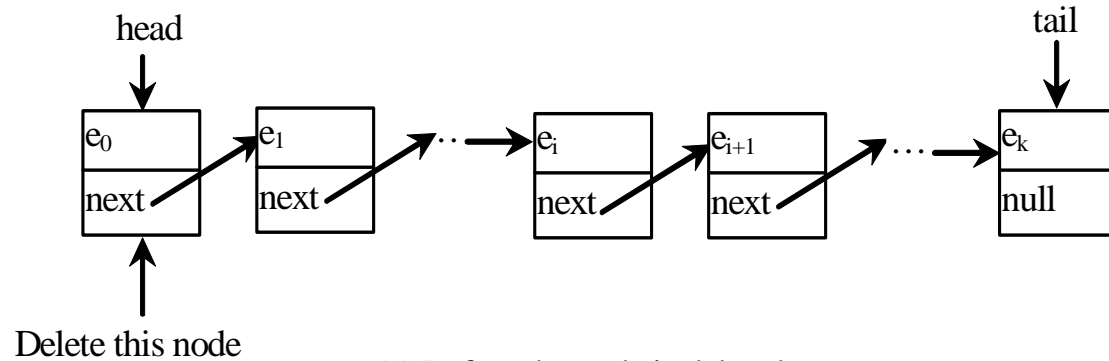 head
tail
e0
e1
...
ei
ei+1
...
ek
next
next
next
next
null
Delete this node